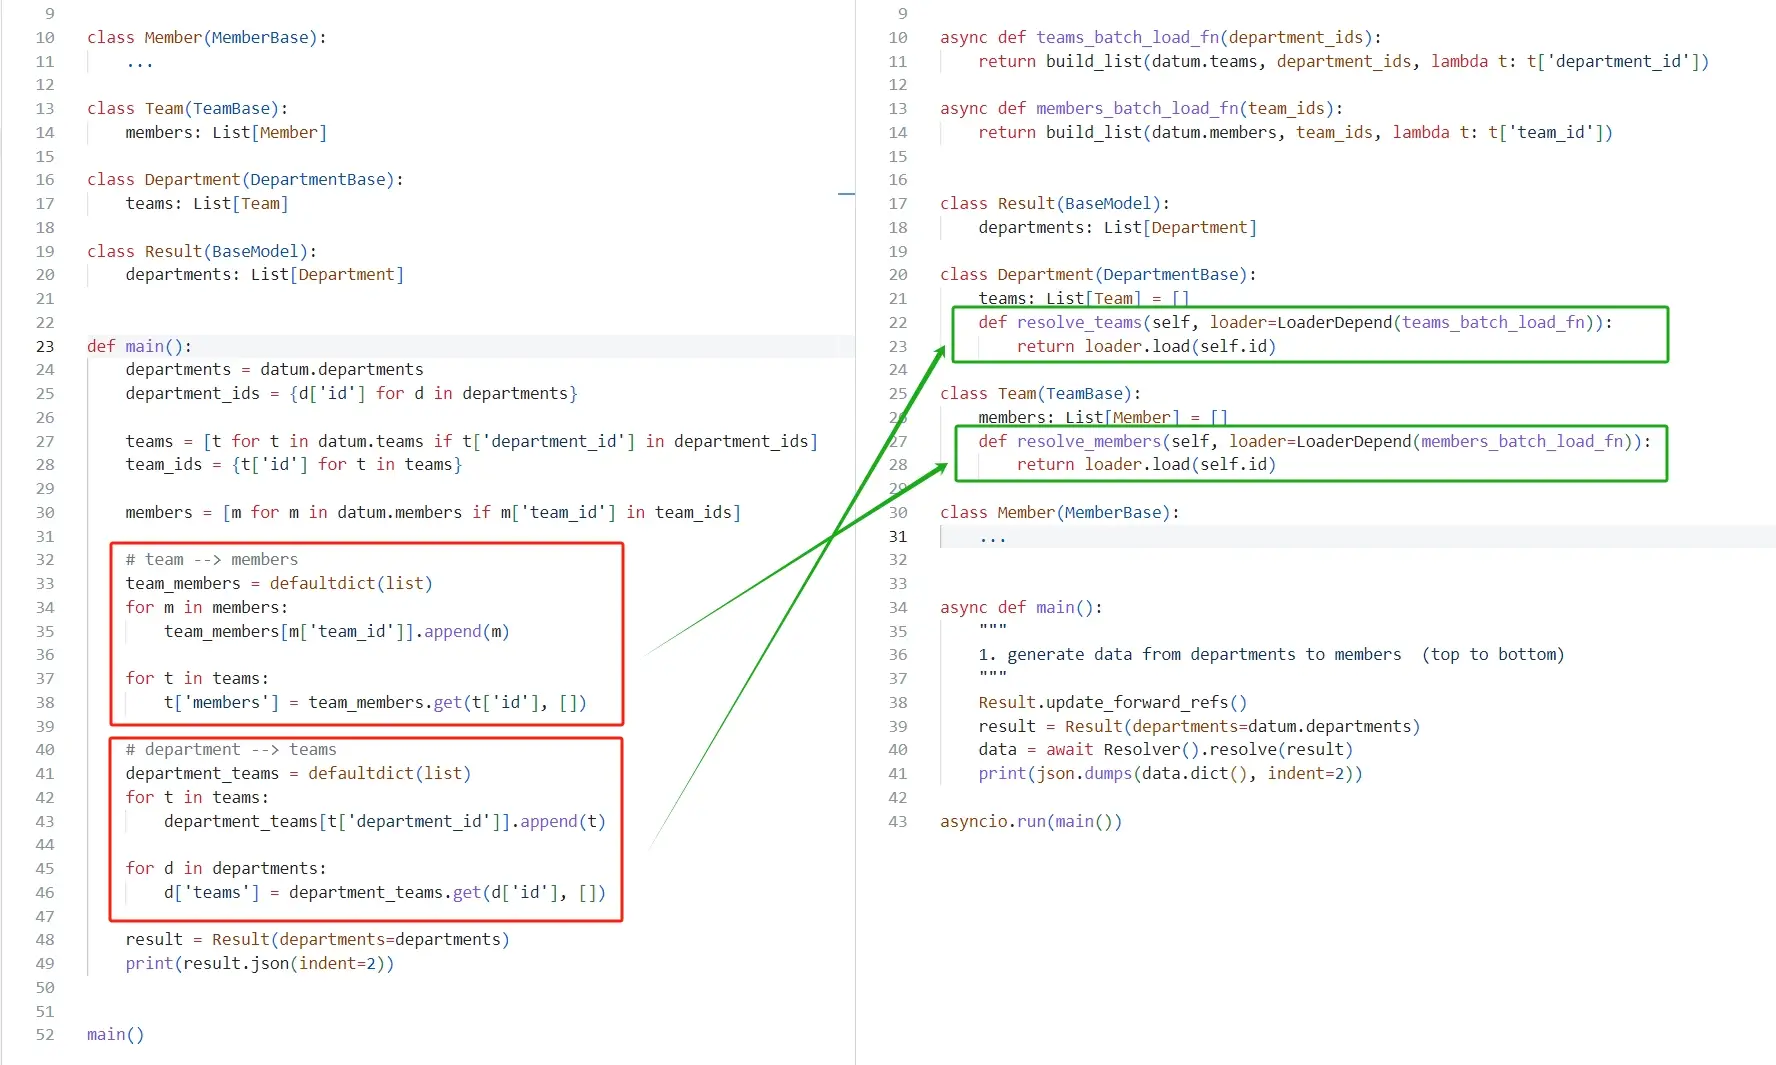 9
10 class Member(MemberBase):
11     ...
12
13 class Team(TeamBase):
14     members: List[Member]
15
16 class Department(DepartmentBase):
17     teams: List[Team]
18
19 class Result(BaseModel):
20     departments: List[Department]
21
22
23 def main():
24     departments = datum.departments
25     department_ids = {d['id'] for d in departments}
26
27     teams = [t for t in datum.teams if t['department_id'] in department_ids]
28     team_ids = {t['id'] for t in teams}
29
30     members = [m for m in datum.members if m['team_id'] in team_ids]
31
32     # team --> members
33     team_members = defaultdict(list)
34     for m in members:
35         team_members[m['team_id']].append(m)
36
37     for t in teams:
38         t['members'] = team_members.get(t['id'], [])
39
40     # department --> teams
41     department_teams = defaultdict(list)
42     for t in teams:
43         department_teams[t['department_id']].append(t)
44
45     for d in departments:
46         d['teams'] = department_teams.get(d['id'], [])
47
48     result = Result(departments=departments)
49     print(result.json(indent=2))
50
51
52 main()
9
10 async def teams_batch_load_fn(department_ids):
11     return build_list(datum.teams, department_ids, lambda t: t['department_id'])
12
13 async def members_batch_load_fn(team_ids):
14     return build_list(datum.members, team_ids, lambda t: t['team_id'])
15
16
17 class Result(BaseModel):
18     departments: List[Department]
19
20 class Department(DepartmentBase):
21     teams: List[Team] = []
22     def resolve_teams(self, loader=LoaderDepend(teams_batch_load_fn)):
23         return loader.load(self.id)
24
25 class Team(TeamBase):
26     members: List[Member] = []
27     def resolve_members(self, loader=LoaderDepend(members_batch_load_fn)):
28         return loader.load(self.id)
29
30 class Member(MemberBase):
31     ...
32
33
34 async def main():
35     """
36     1. generate data from departments to members  (top to bottom)
37     """
38     Result.update_forward_refs()
39     result = Result(departments=datum.departments)
40     data = await Resolver().resolve(result)
41     print(json.dumps(data.dict(), indent=2))
42
43 asyncio.run(main())